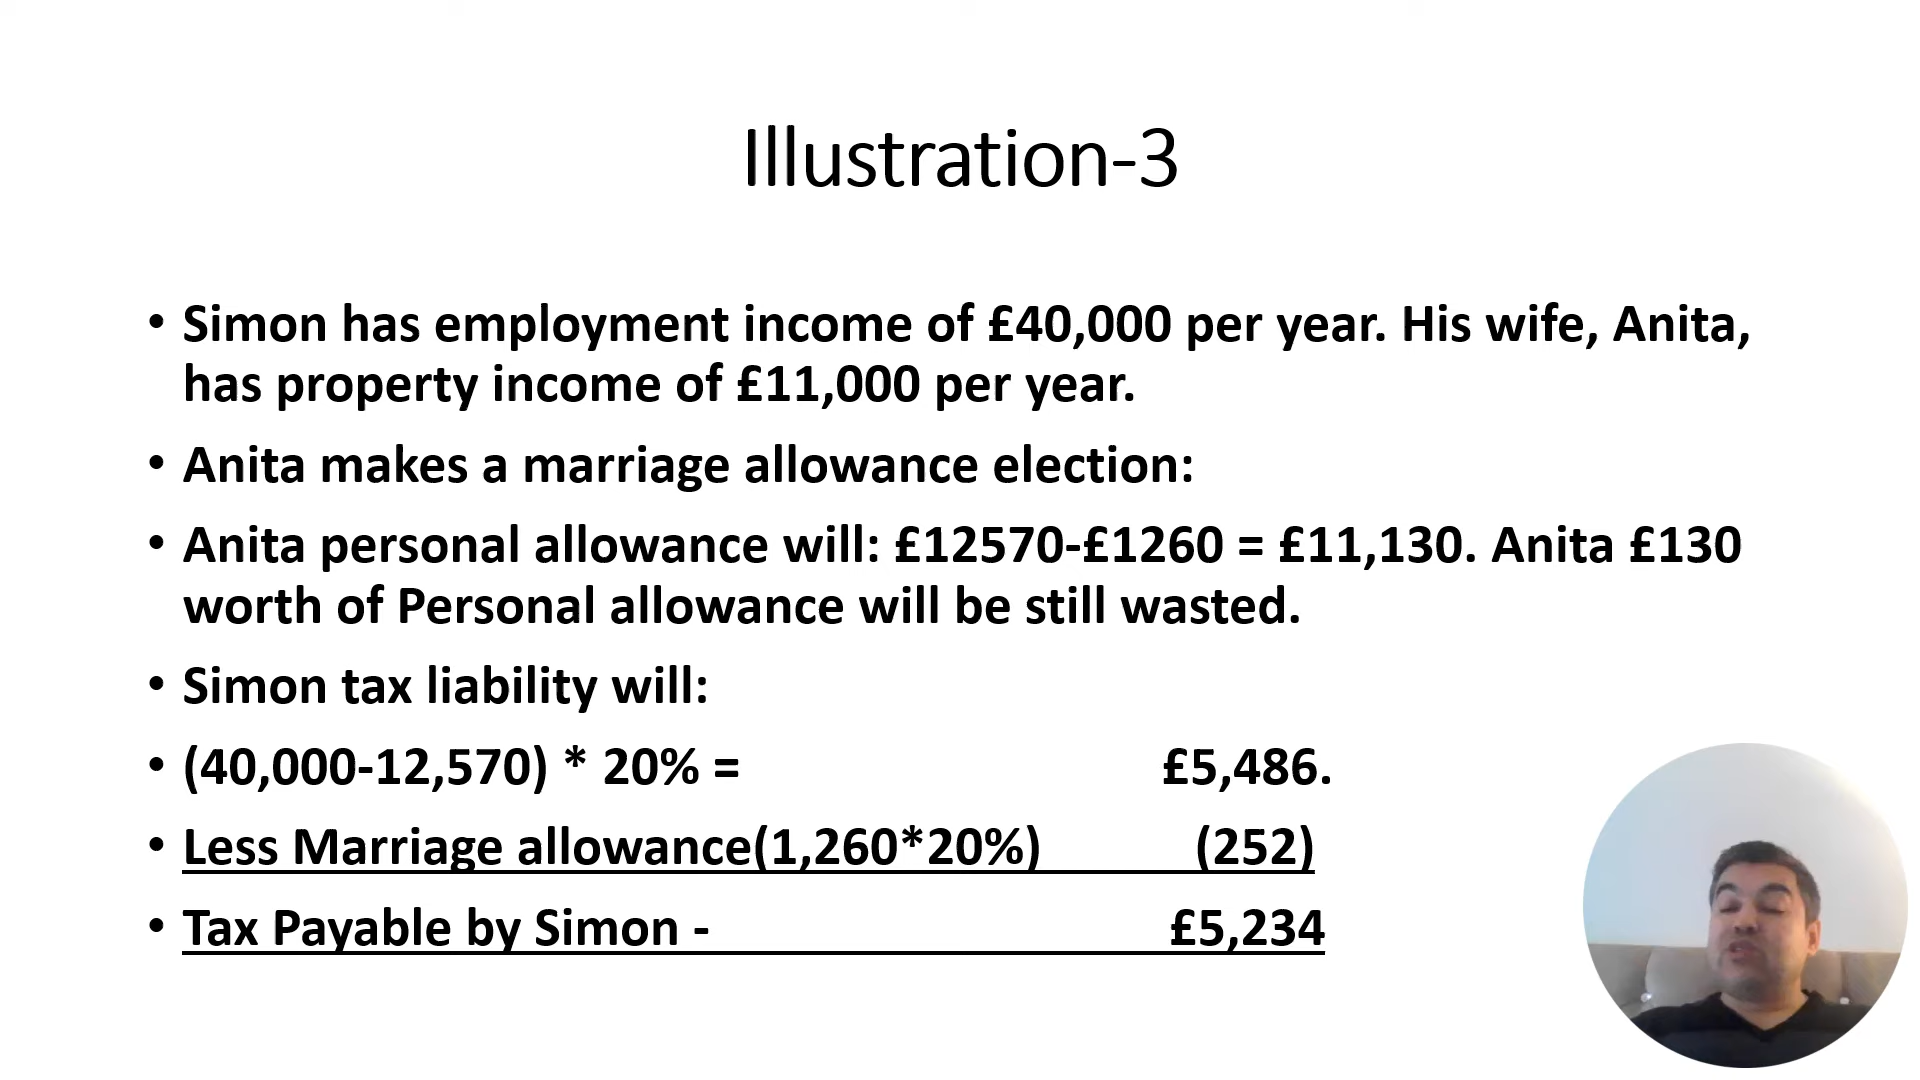 Illustration-3
• Simon has employment income of £40,000 per year. His wife, Anita,
has property income of £11,000 per year.
• Anita makes a marriage allowance election:
• Anita personal allowance will: £12570-£1260 = £11,130. Anita £130
worth of Personal allowance will be still wasted.
• Simon tax liability will:
• (40,000-12,570) * 20% = £5,486.
• Less Marriage allowance(1,260*20%) (252)
• Tax Payable by Simon - £5,234